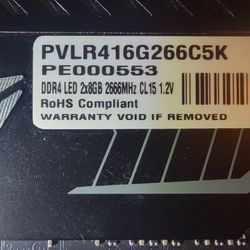 PVLR416G266C5K
PE000553
DDR4 LED 2x8GB 2666MHz CL15 1.2V
RoHS Compliant
WARRANTY VOID IF REMOVED